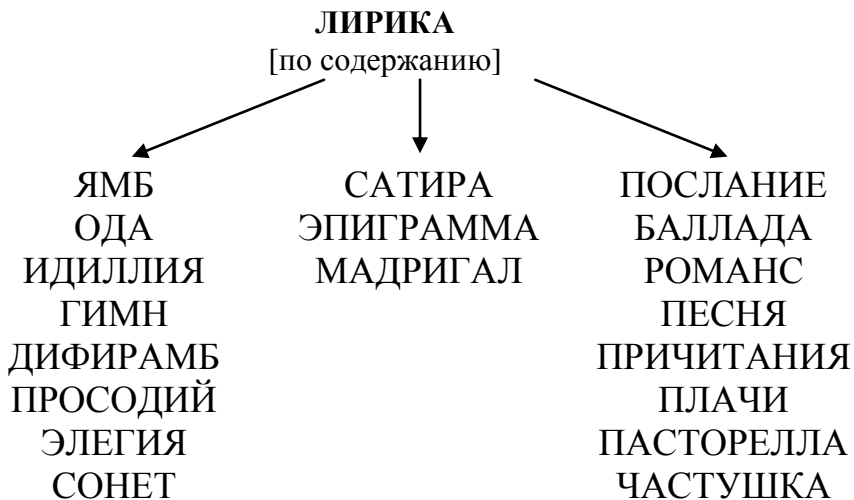 ЛИРИКА
[по содержанию]
ЯМБ
ОДА
ИДИЛЛИЯ
ГИМН
ДИФИРАМБ
ПРОСОДИЙ
ЭЛЕГИЯ
СОНЕТ
САТИРА
ЭПИГРАММА
МАДРИГАЛ
ПОСЛАНИЕ
БАЛЛАДА
РОМАНС
ПЕСНЯ
ПРИЧИТАНИЯ
ПЛАЧИ
ПАСТОРЕЛЛА
ЧАСТУШКА